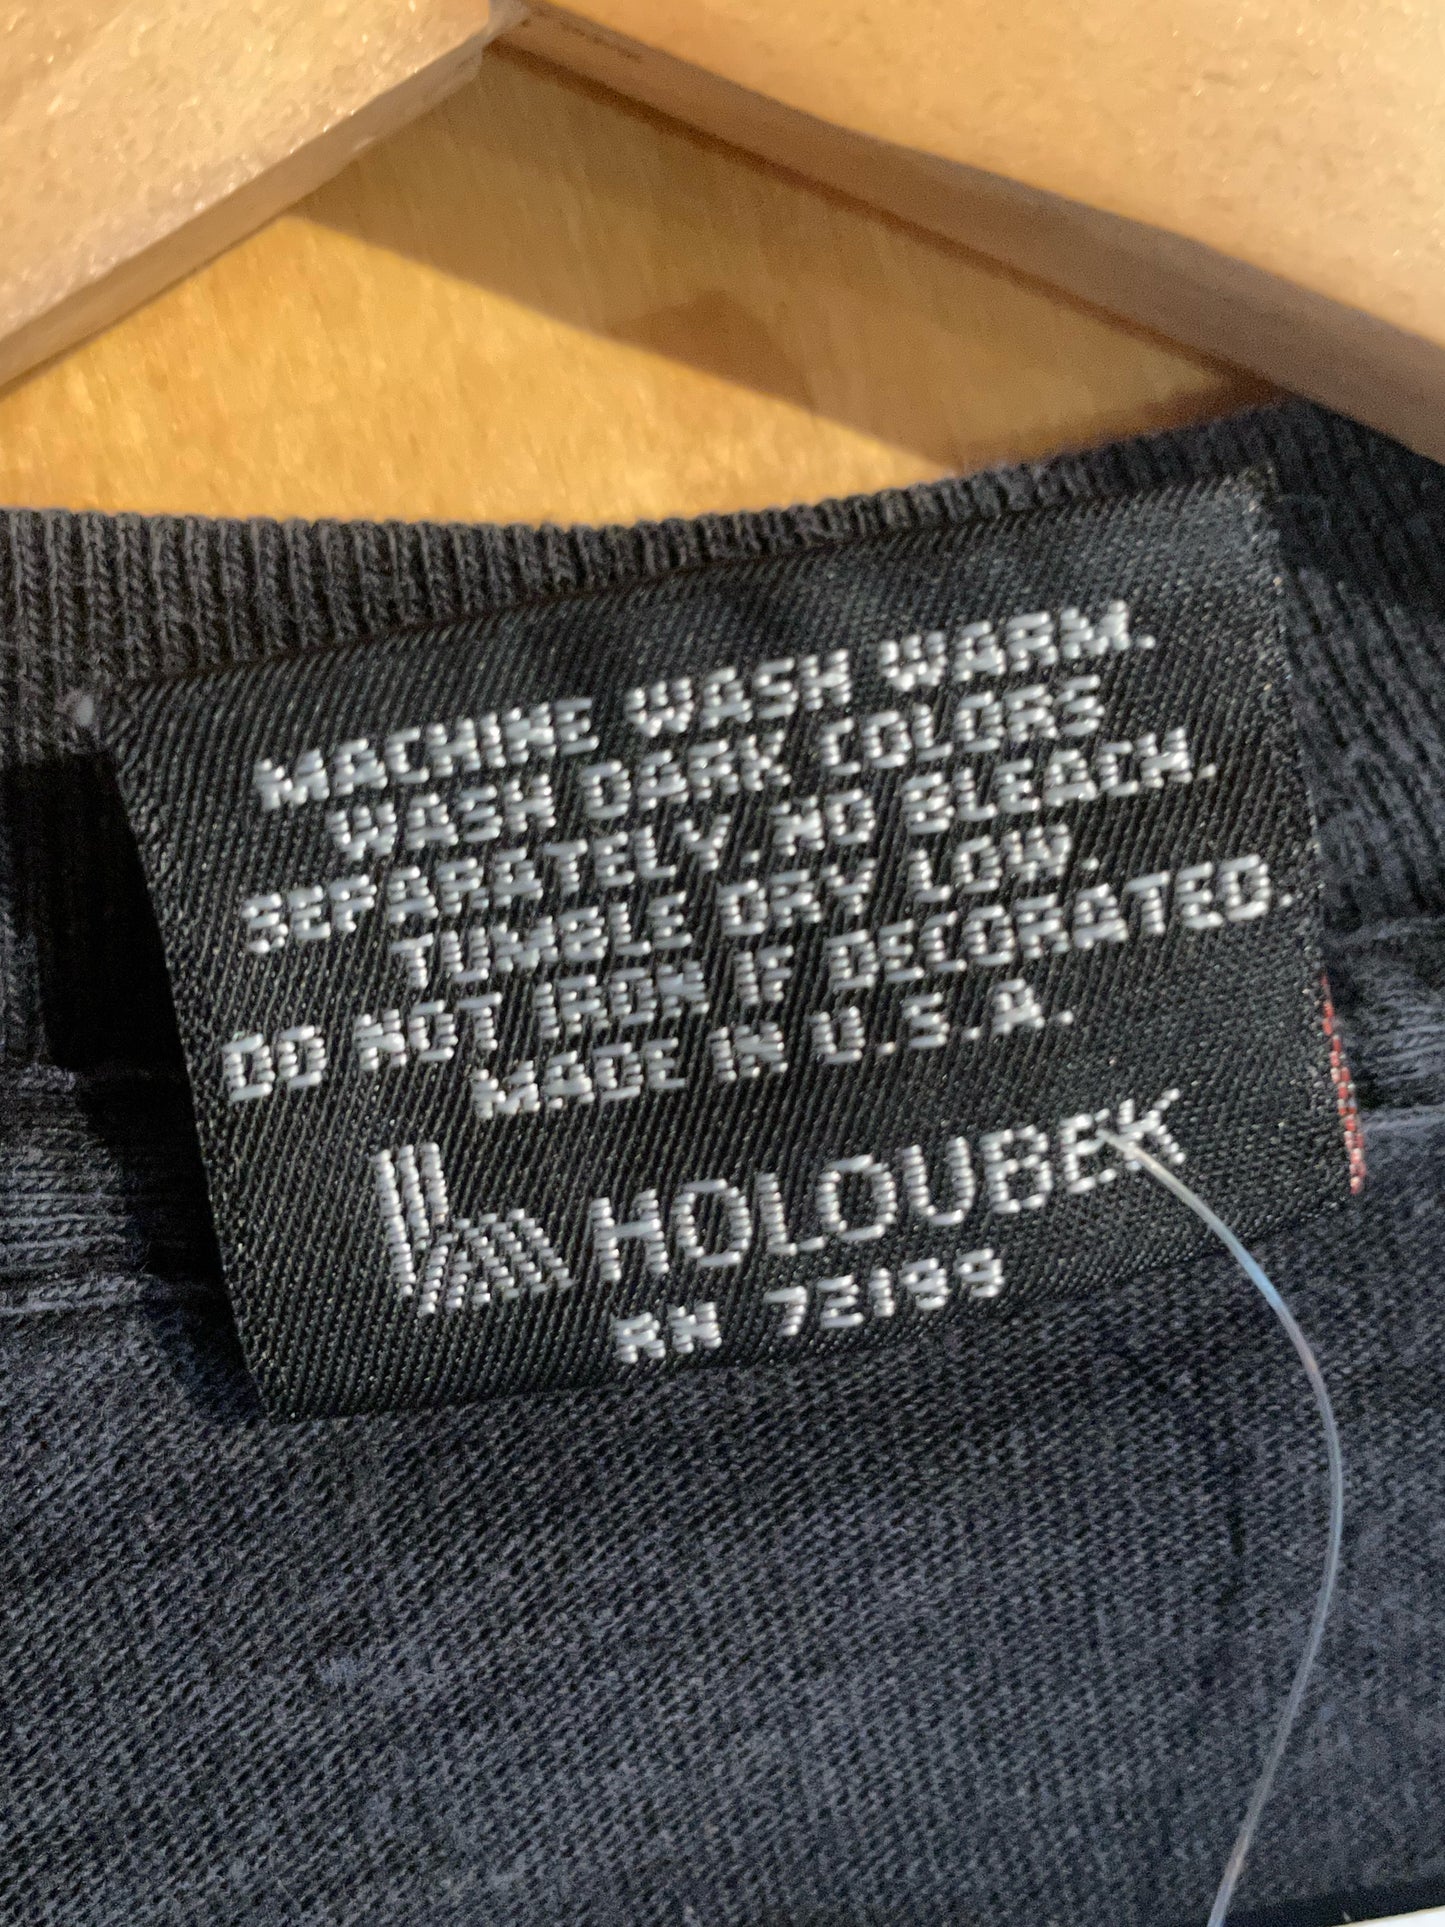 MACHINE WASH WARM.
WASH DARK COLORS
SEPARATELY. NO BLEACH.
TUMBLE DRY LOW.
DO NOT IRON IF DECORATED.
MADE IN U.S.A.
HOLOUBEK
RN 72199